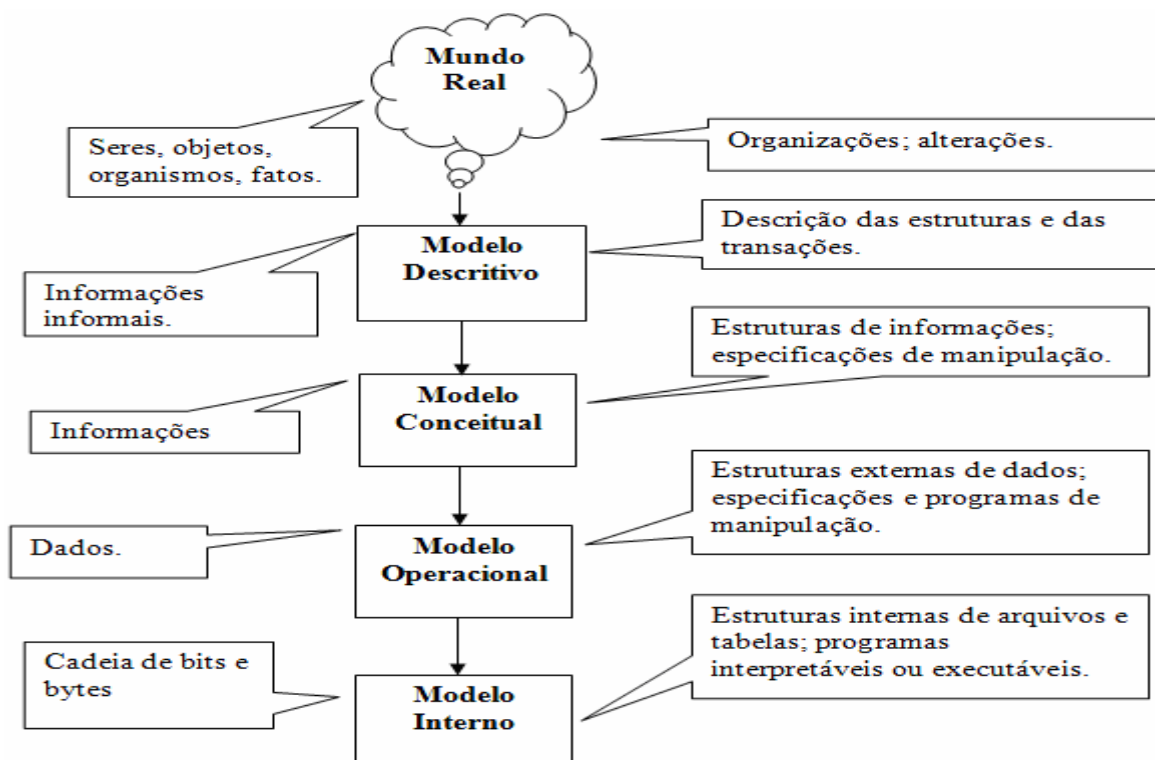 Mundo
Real
Seres, objetos,
organismos, fatos.
Organizações; alterações.
Descrição das estruturas e das
transações.
Modelo
Descritivo
Informações
informais.
Estruturas de informações;
especificações de manipulação.
Modelo
Conceitual
Informações
Estruturas externas de dados;
especificações e programas de
manipulação.
Dados.
Modelo
Operacional
Estruturas internas de arquivos e
tabelas; programas
interpretáveis ou executáveis.
Cadeia de bits e
bytes
Modelo
Interno